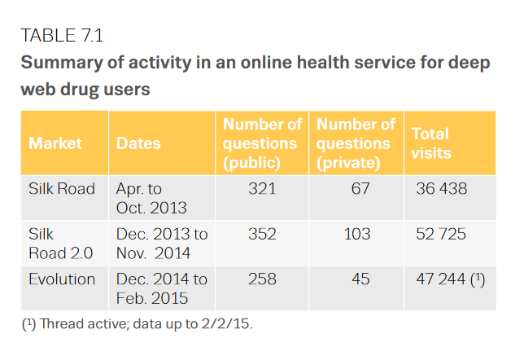 TABLE 7.1
Summary of activity in an online health service for deep
web drug users
Market Dates Number of questions (public) Number of questions (private) Total visits
Silk Road Apr. to Oct. 2013 321 67 36 438
Silk Road 2.0 Dec. 2013 to Nov. 2014 352 103 52 725
Evolution Dec. 2014 to Feb. 2015 258 45 47 244 (¹)
(¹) Thread active; data up to 2/2/15.